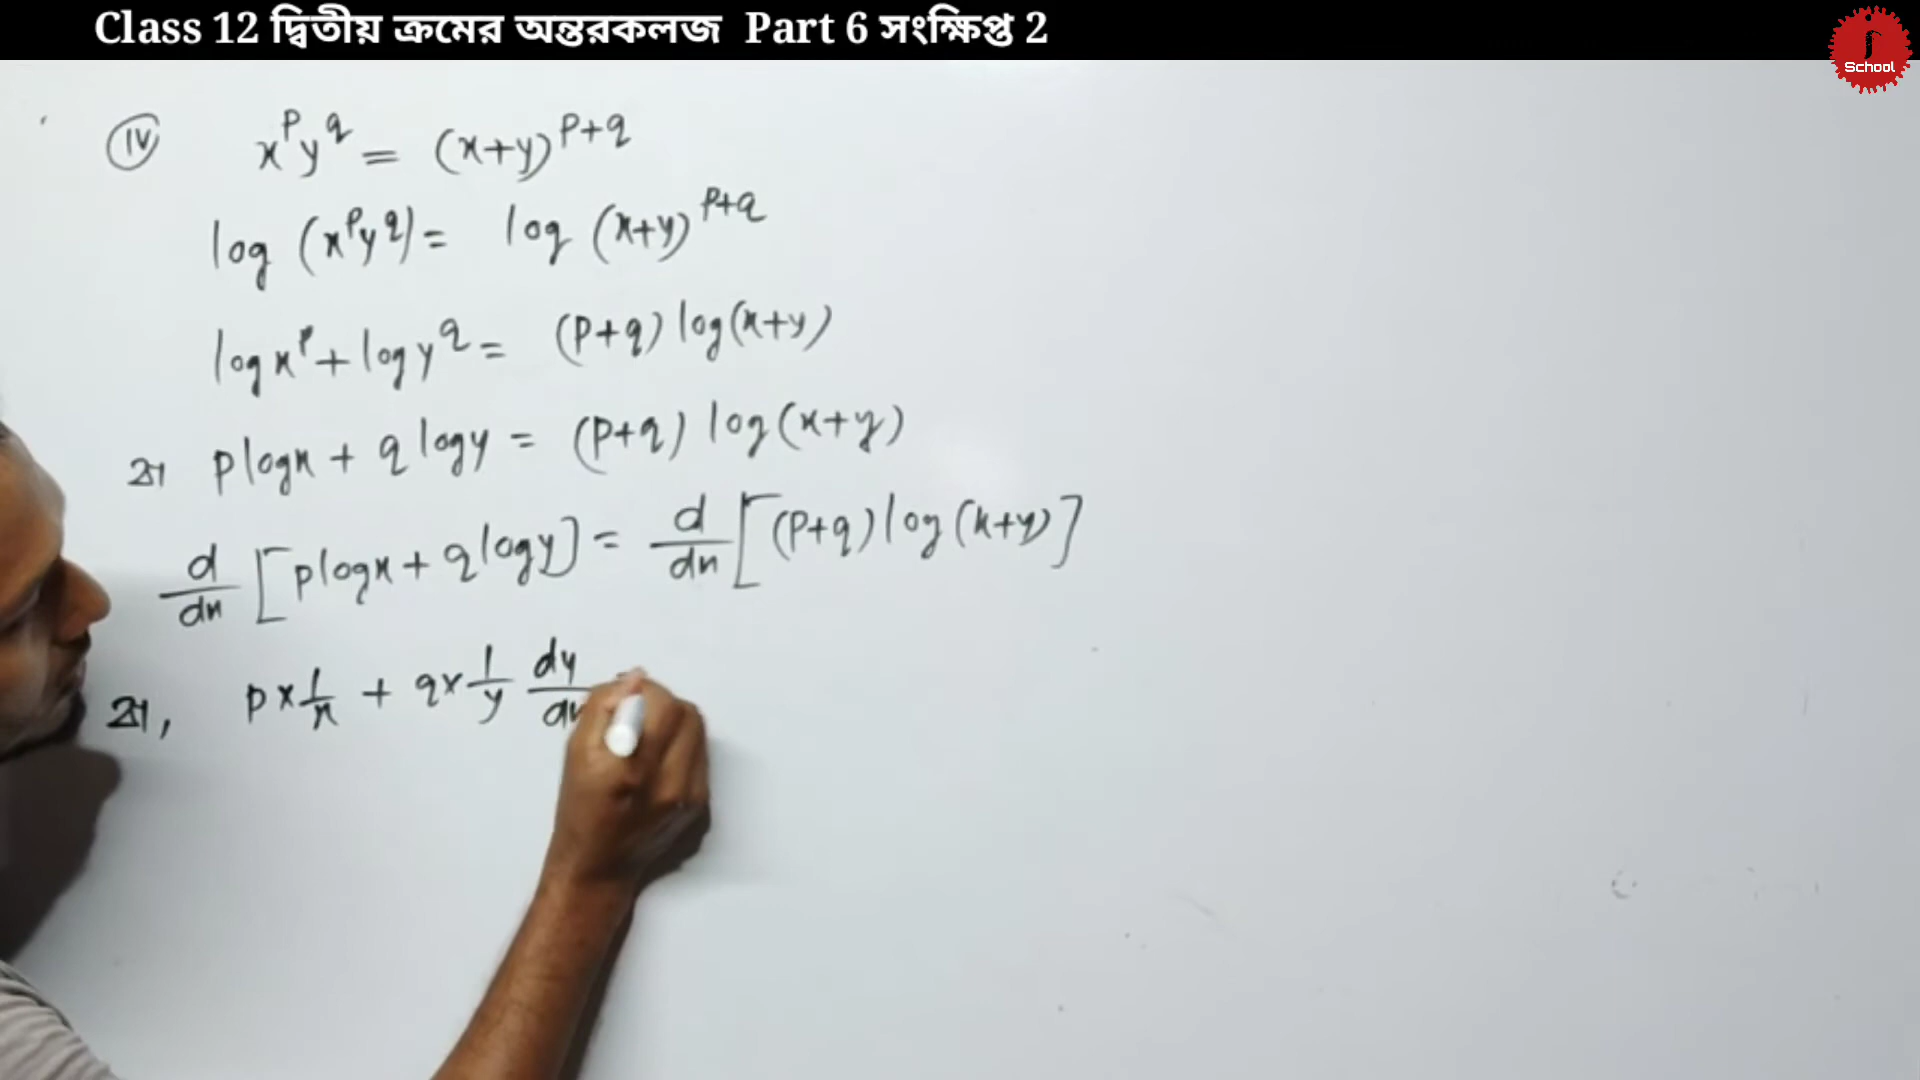 Class 12 দ্বিতীয় ক্রমের অন্তরকলজ Part 6 সংক্ষিপ্ত 2
School
(IV) x^p y^q = (x+y)^{p+q}
log (x^p y^q) = log (x+y)^{p+q}
log x^p + log y^q = (p+q) log(x+y)
বা p log x + q log y = (p+q) log(x+y)
d/dx [p log x + q log y] = d/dx [(p+q) log (x+y)]
বা, p × 1/x + q × 1/y dy/dx =